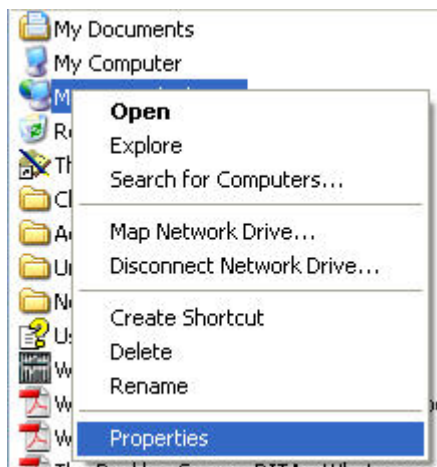 My Documents
My Computer
M
Open
Explore
Search for Computers...
Map Network Drive...
Disconnect Network Drive...
Create Shortcut
Delete
Rename
Properties